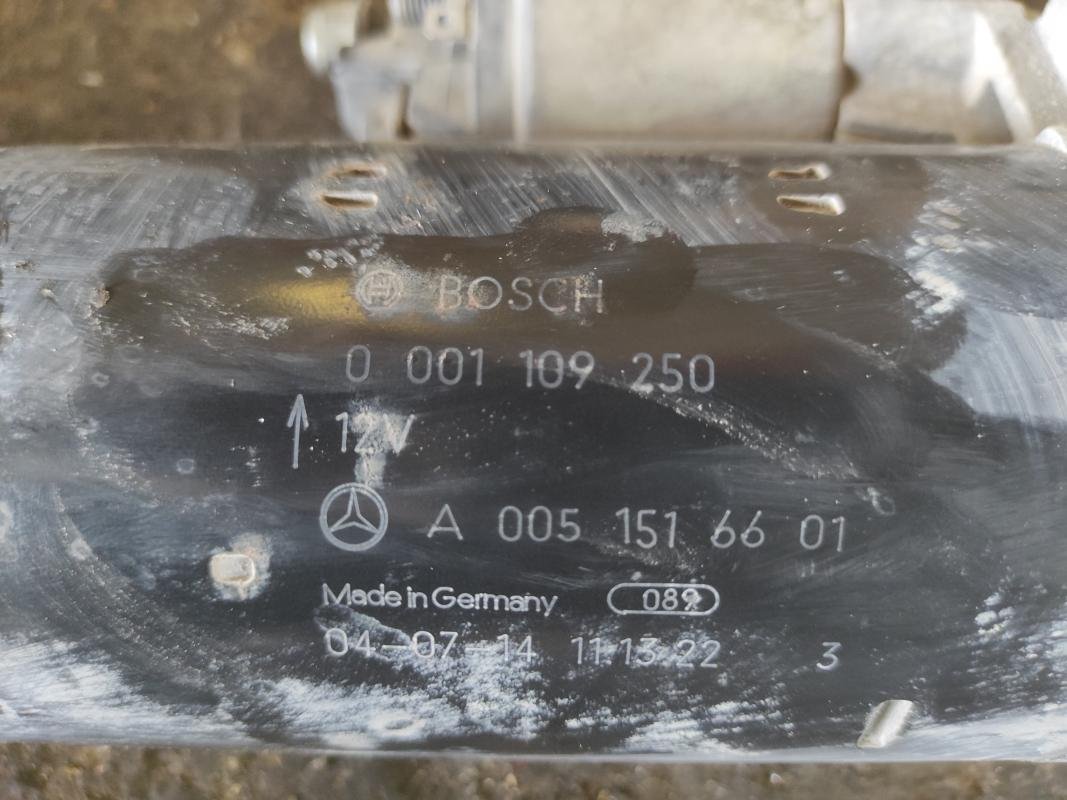 BOSCH
0 001 109 250
12V
A 005 151 66 01
Made in Germany 089
04-07-14 11:13:22 3